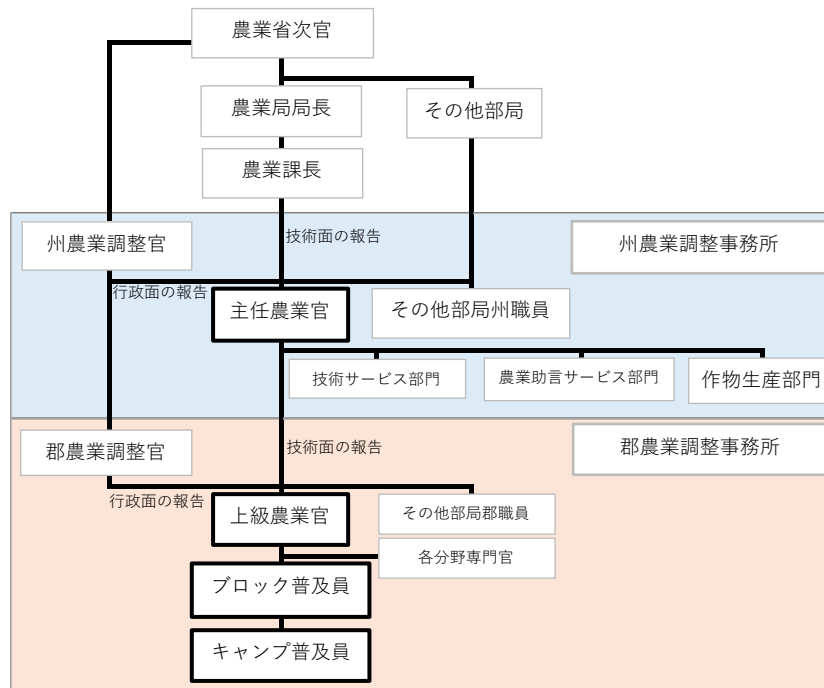 農業省次官
農業局局長
その他部局
農業課長
州農業調整官
技術面の報告
州農業調整事務所
行政面の報告
主任農業官
その他部局州職員
技術サービス部門
農業助言サービス部門
作物生産部門
郡農業調整官
技術面の報告
郡農業調整事務所
行政面の報告
上級農業官
その他部局郡職員
各分野専門官
ブロック普及員
キャンプ普及員